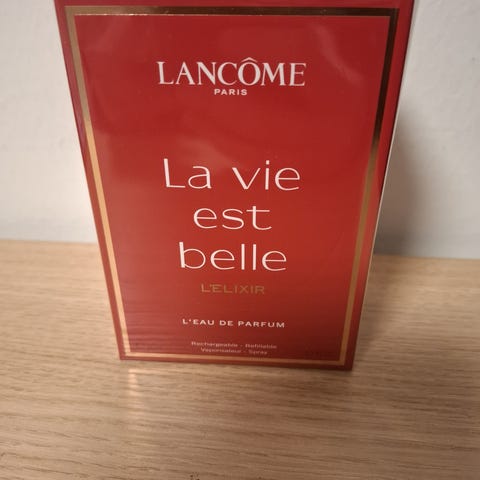 LANCÔME
PARIS
La vie
est
belle
L'ELIXIR
L'EAU DE PARFUM
Rechargeable - Refillable
Vaporisateur - Spray